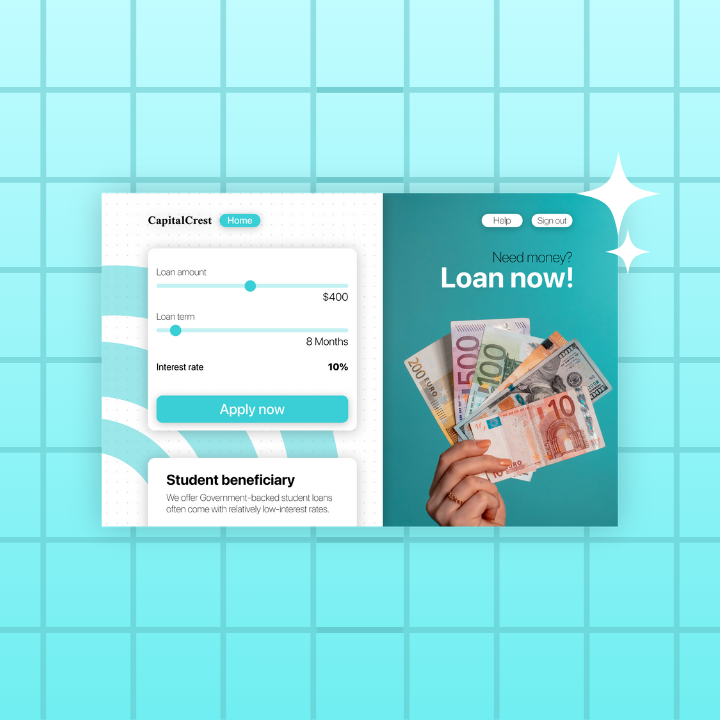 CapitalCrest Home
Help Sign out
Loan amount
$400
Loan term
8 Months
Interest rate 10%
Apply now
Student beneficiary
We offer Government-backed student loans
often come with relatively low-interest rates.
Need money?
Loan now!
200 EURO
500
100
10
EURO